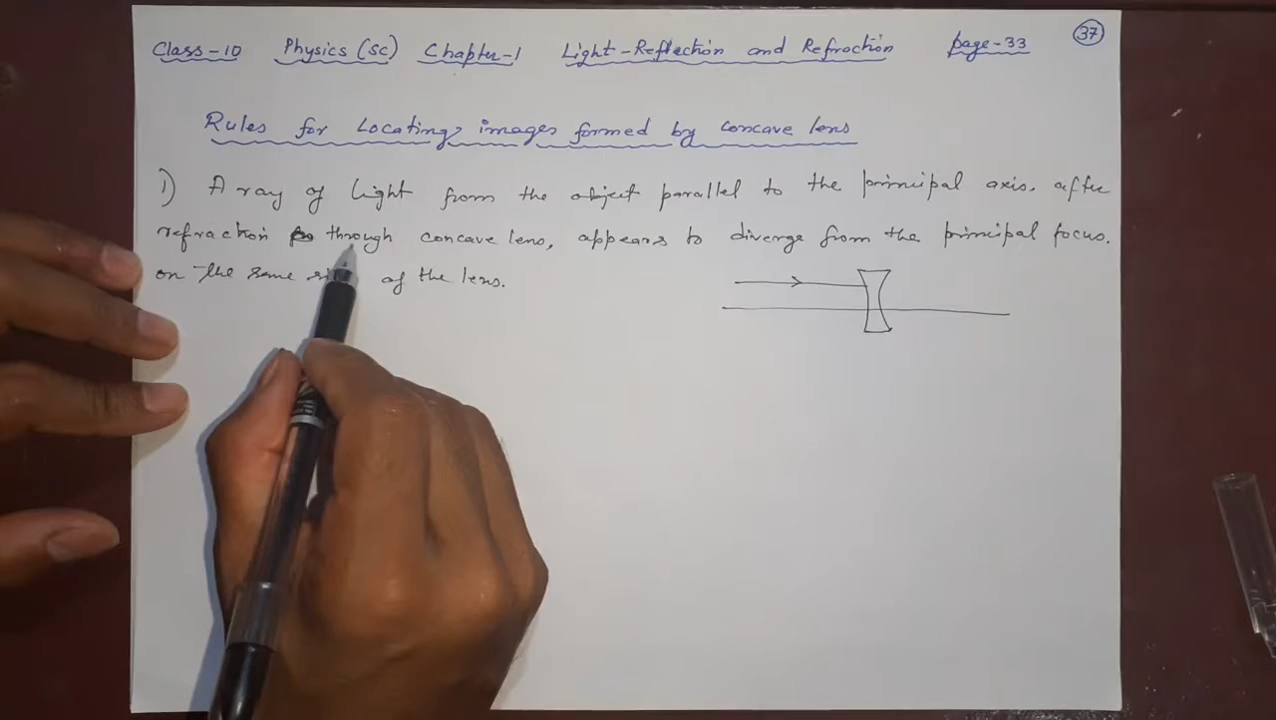 Class-10 Physics (SC) Chapter-1 Light-Reflection and Refraction page-33 37
Rules for Locating images formed by concave lens
1) A ray of light from the object parallel to the principal axis. after
refraction through concave lens, appears to diverge from the principal focus.
on the same of the lens.